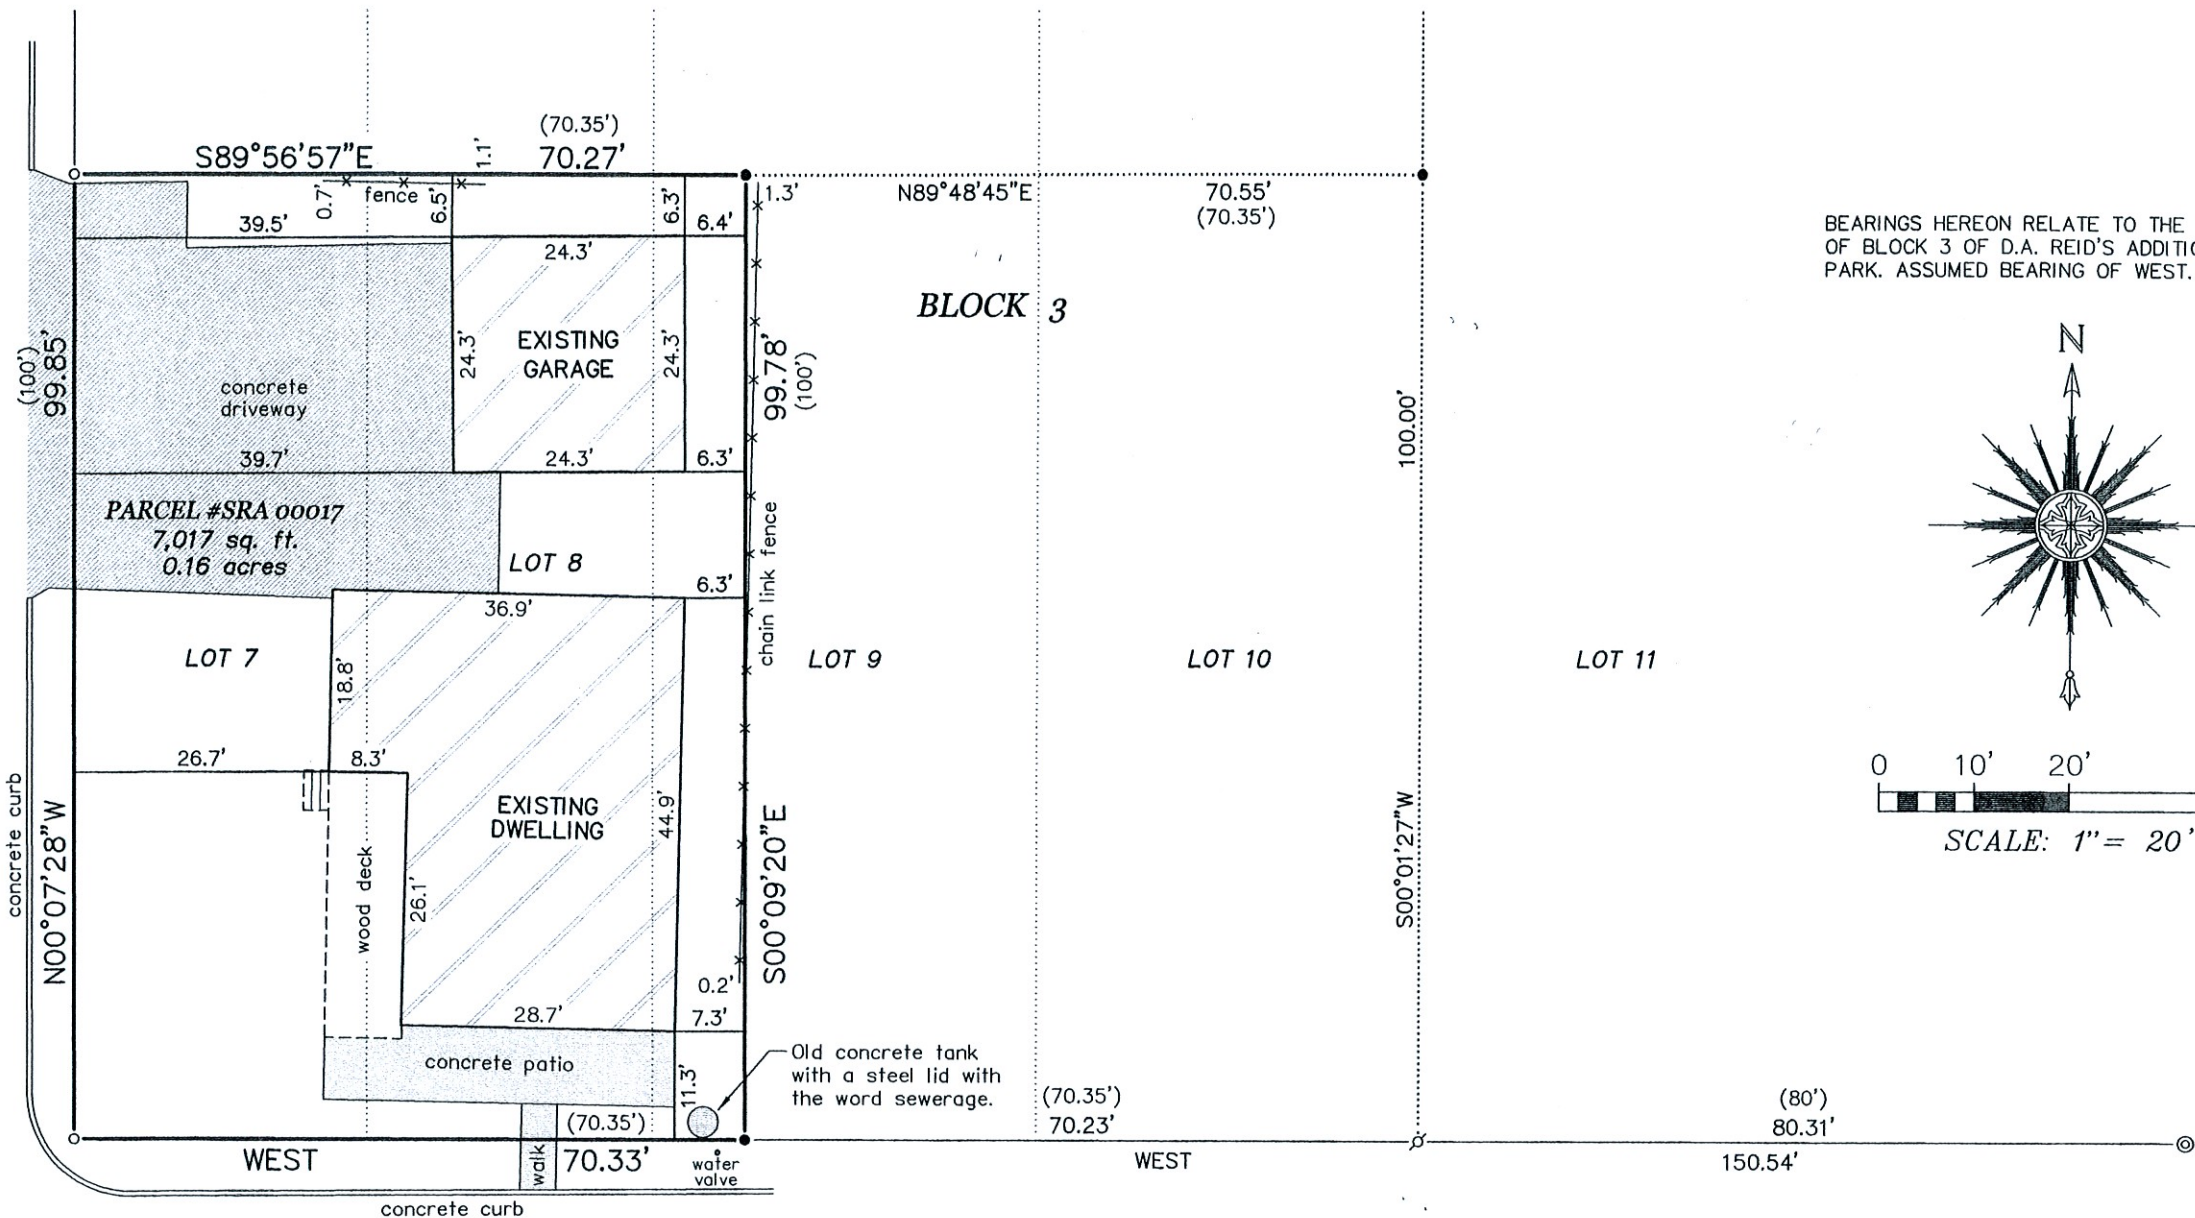 (70.35')
S89°56'57"E
70.27'
1.1'
0.7'
fence
6.5'
6.3'
6.4'
1.3'
39.5'
24.3'
N89°48'45"E
70.55'
(70.35')
BEARINGS HEREON RELATE TO THE
OF BLOCK 3 OF D.A. REID'S
PARK. ASSUMED BEARING OF WEST.
BLOCK 3
N
(100')
99.85'
concrete
driveway
24.3'
EXISTING
GARAGE
24.3'
99.78'
(100')
100.00'
39.7'
24.3'
6.3'
PARCEL #SRA 00017
7,017 sq. ft.
0.16 acres
LOT 8
6.3'
chain link fence
36.9'
LOT 7
18.8'
LOT 9
LOT 10
LOT 11
26.7'
8.3'
0
10'
20'
SCALE: 1"= 20'
concrete curb
N00°07'28"W
wood deck
26.1'
EXISTING
DWELLING
44.9'
S00°09'20"E
S00°01'27"W
0.2'
28.7'
7.3'
concrete patio
11.3'
Old concrete tank
with a steel lid with
the word sewerage.
(70.35')
(70.35')
70.23'
(80')
80.31'
WEST
walk
70.33'
water
valve
WEST
150.54'
concrete curb